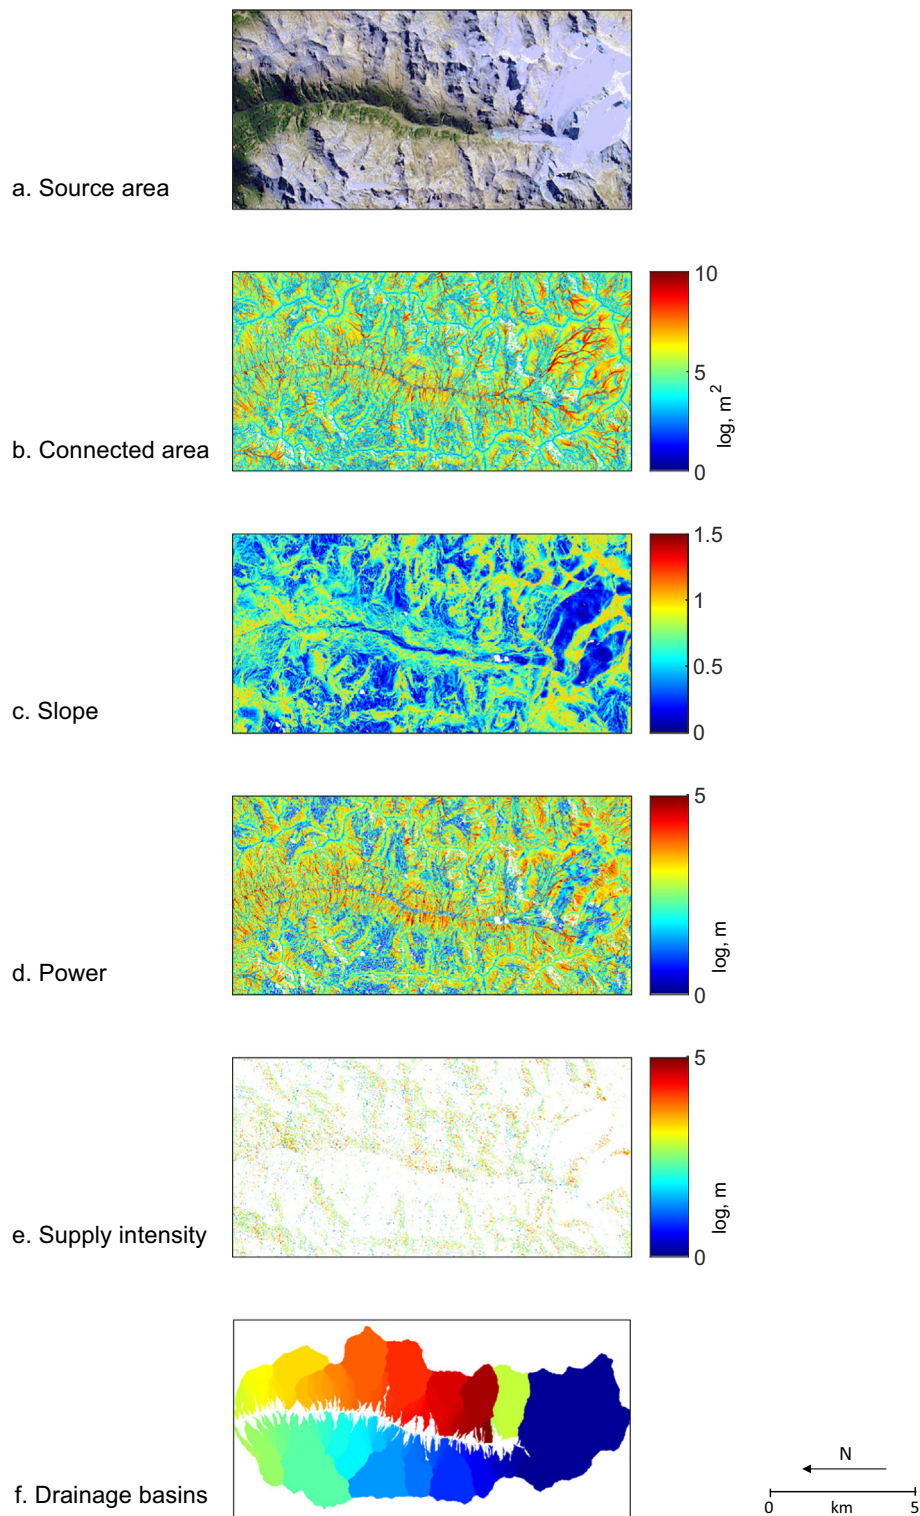 a. Source area
b. Connected area
10
5
0
log, m²
c. Slope
1.5
1
0.5
0
d. Power
5
0
log, m
e. Supply intensity
5
0
log, m
f. Drainage basins
N
0 km 5